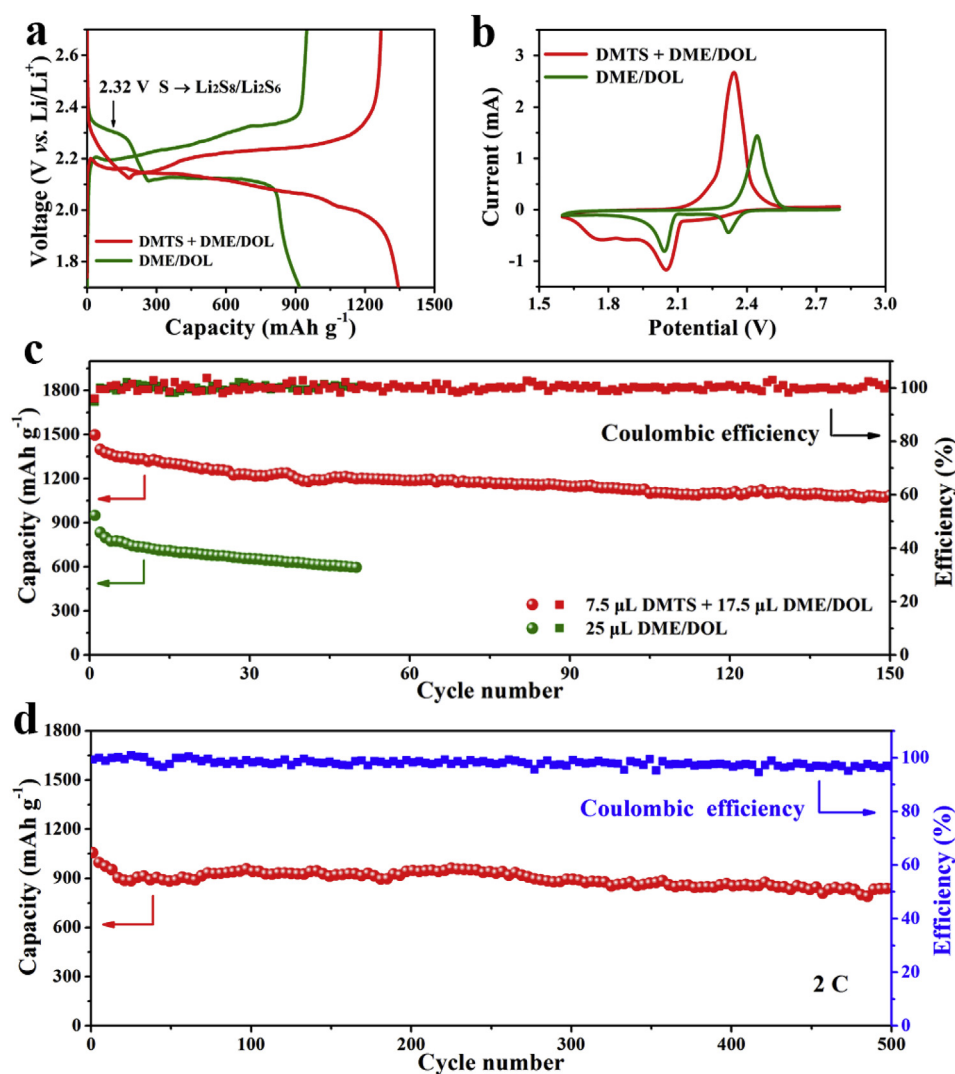 a
Voltage (V vs. Li/Li⁺)
2.6
2.4
2.2
2.0
1.8
2.32 V S → Li₂S₈/Li₂S₆
DMTS + DME/DOL
DME/DOL
0 300 600 900 1200 1500
Capacity (mAh g⁻¹)
b
Current (mA)
3
2
1
0
-1
DMTS + DME/DOL
DME/DOL
1.5 1.8 2.1 2.4 2.7 3.0
Potential (V)
c
Capacity (mAh g⁻¹)
1800
1500
1200
900
600
300
0
Coulombic efficiency
7.5 μL DMTS + 17.5 μL DME/DOL
25 μL DME/DOL
100
80
60
40
20
0
Efficiency (%)
0 30 60 90 120 150
Cycle number
d
Capacity (mAh g⁻¹)
1800
1500
1200
900
600
300
0
Coulombic efficiency
2 C
100
80
60
40
20
0
Efficiency (%)
0 100 200 300 400 500
Cycle number